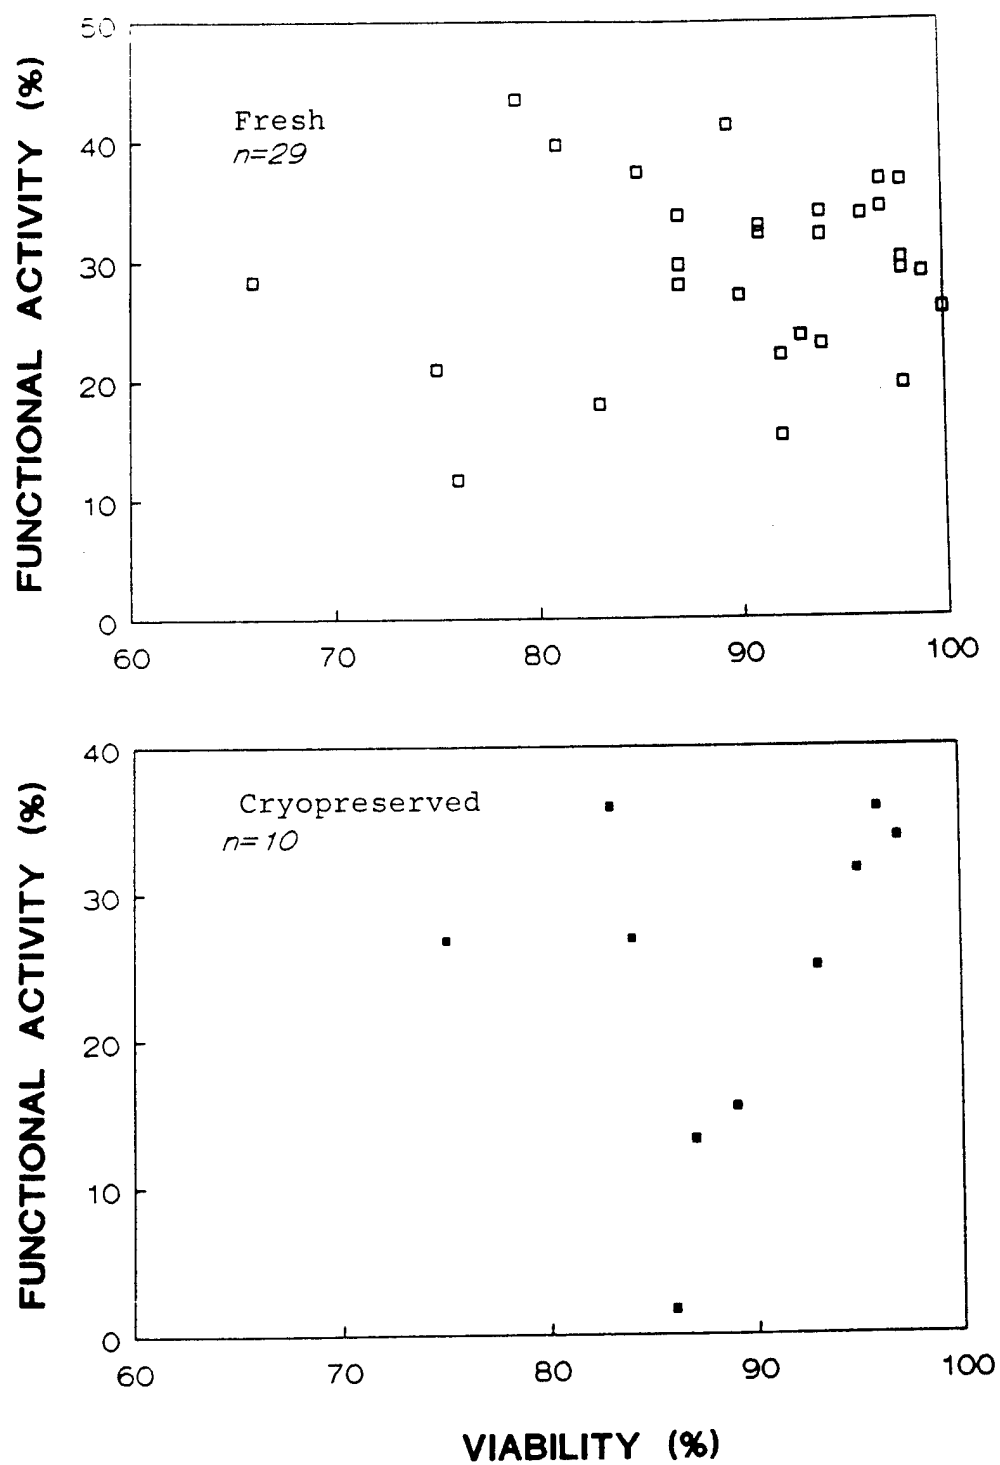 50
40
30
20
10
0
FUNCTIONAL ACTIVITY (%)
Fresh
n=29
60 70 80 90 100
40
30
20
10
0
FUNCTIONAL ACTIVITY (%)
Cryopreserved
n=10
60 70 80 90 100
VIABILITY (%)